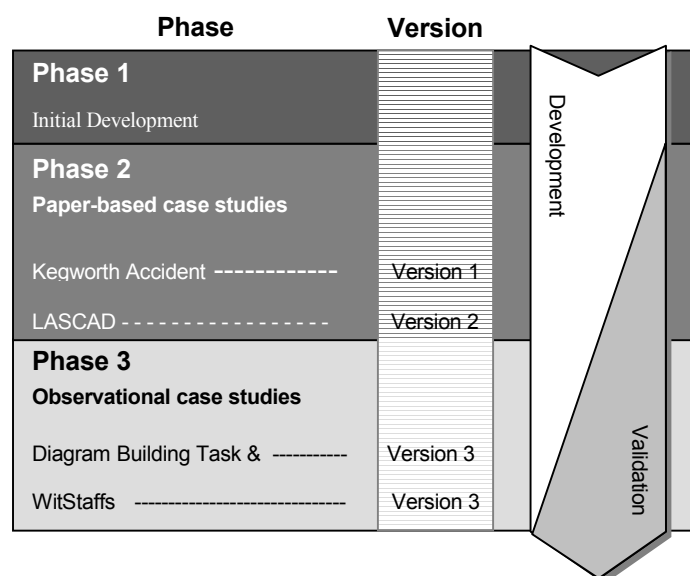 Phase Version
Phase 1
Initial Development
Development
Phase 2
Paper-based case studies
Kegworth Accident ------------ Version 1
LASCAD - - - - - - - - - - - - - - - - - - Version 2
Phase 3
Observational case studies
Diagram Building Task & ----------- Version 3
WitStaffs ------------------------------- Version 3
Validation